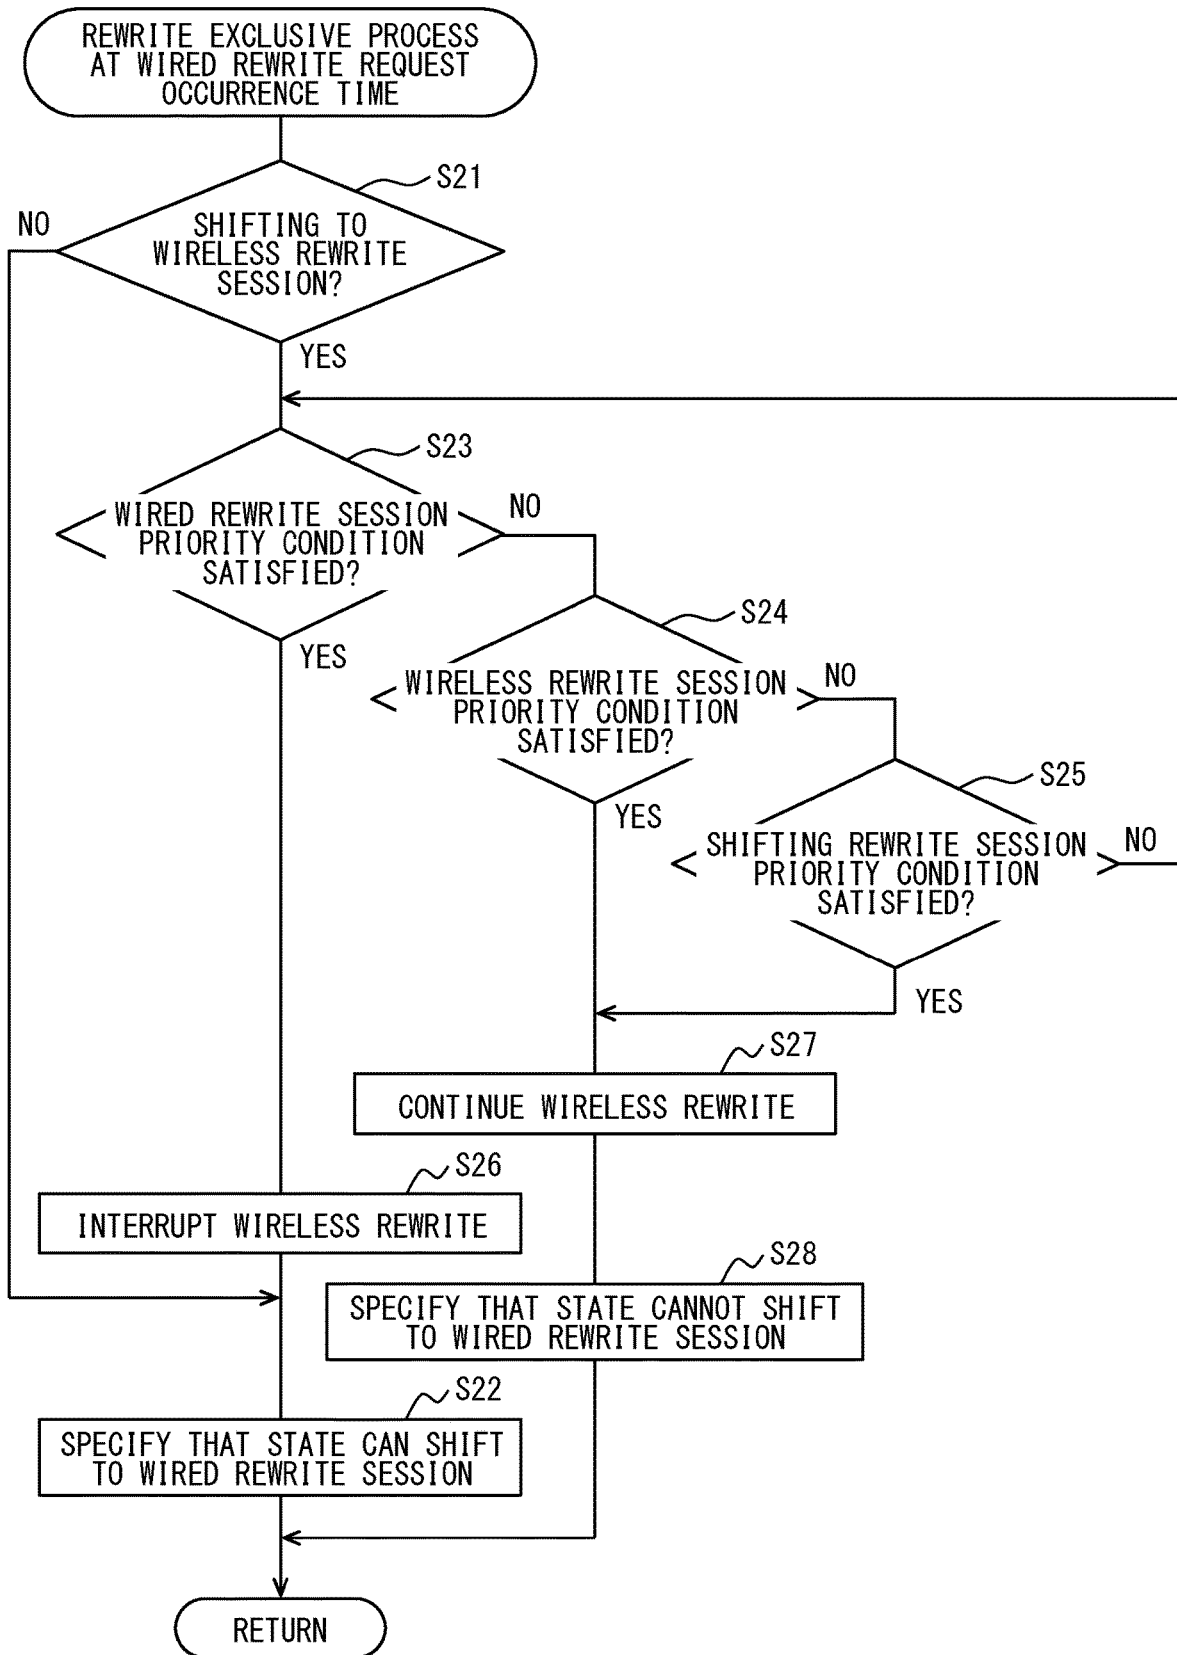 REWRITE EXCLUSIVE PROCESS
AT WIRED REWRITE REQUEST
OCCURRENCE TIME
S21
NO
SHIFTING TO
WIRELESS REWRITE
SESSION?
YES
S23
NO
WIRED REWRITE SESSION
PRIORITY CONDITION
SATISFIED?
YES
S24
NO
WIRELESS REWRITE SESSION
PRIORITY CONDITION
SATISFIED?
YES
S25
NO
SHIFTING REWRITE SESSION
PRIORITY CONDITION
SATISFIED?
YES
S27
CONTINUE WIRELESS REWRITE
S26
INTERRUPT WIRELESS REWRITE
S28
SPECIFY THAT STATE CANNOT SHIFT
TO WIRED REWRITE SESSION
S22
SPECIFY THAT STATE CAN SHIFT
TO WIRED REWRITE SESSION
RETURN